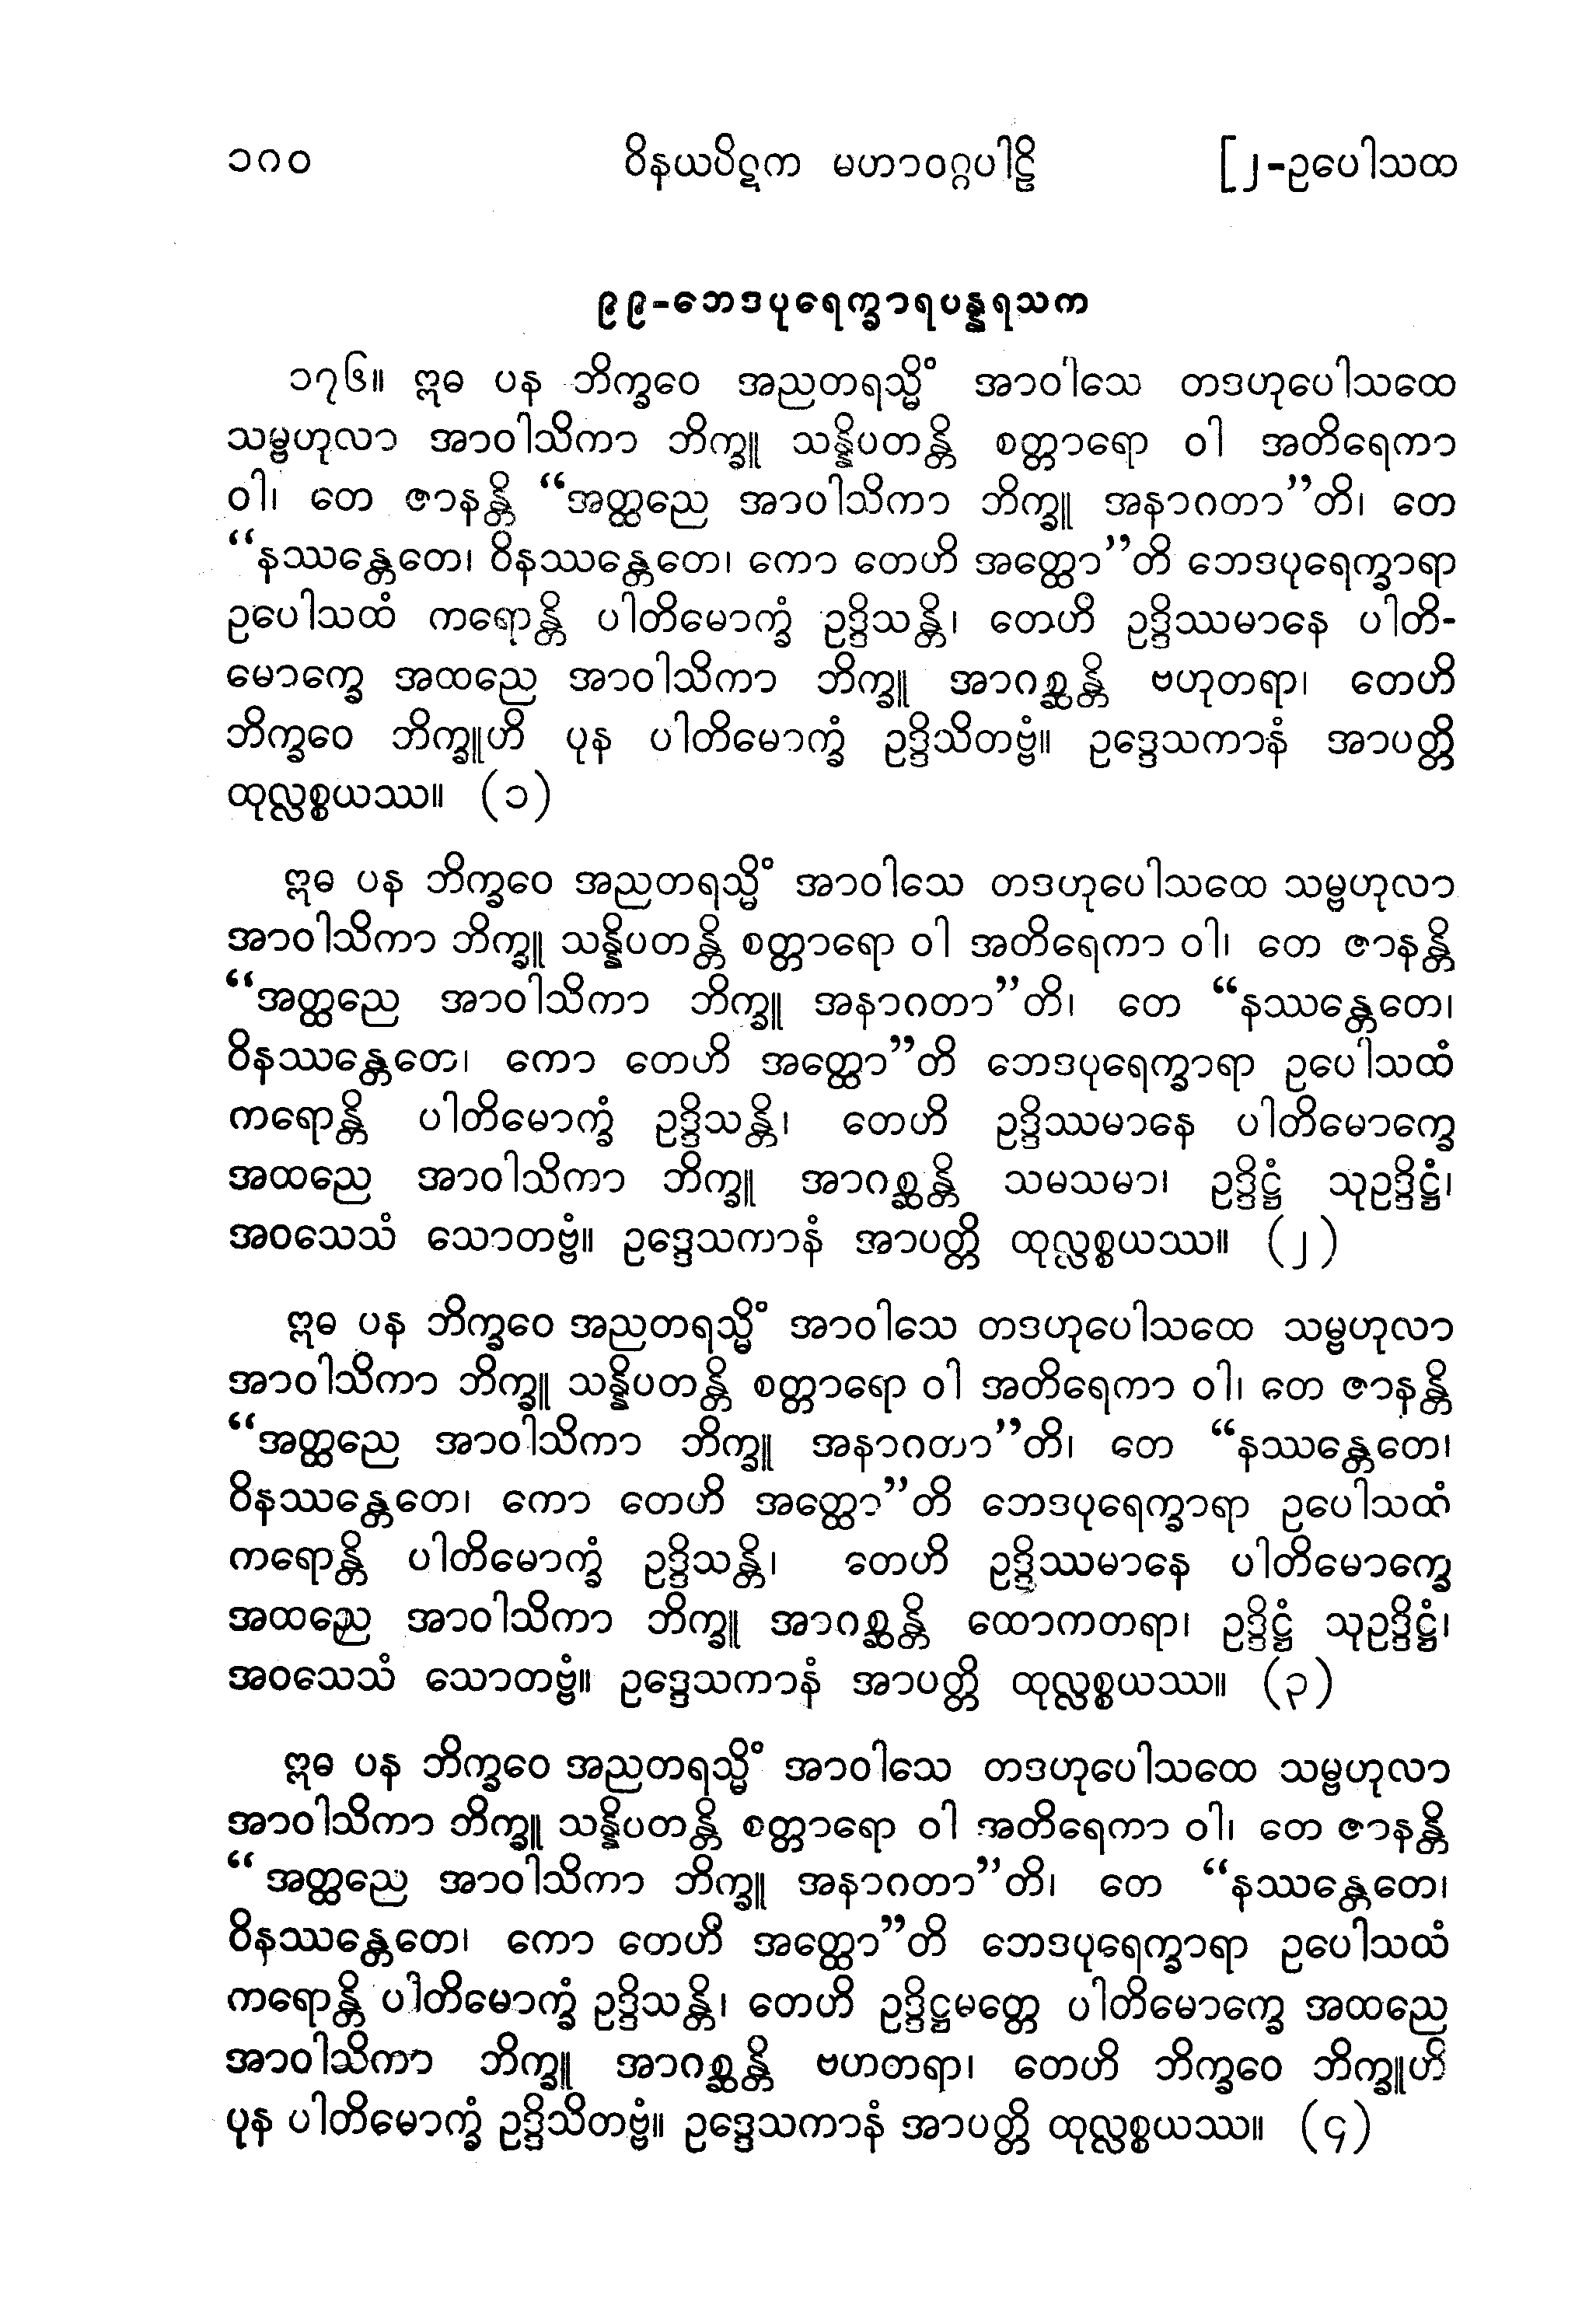 ၁၈၀ ဝိနယပိဋက မဟာဝဂ္ဂပါဠိ [၂-ဥပေါသထ
၉၉-ဘေဒပုရေက္ခာရပန္နရသက
၁၇၆။ ဣဓ ပန ဘိက္ခဝေ အညတရသ္မိံ အာဝါသေ တဒဟုပေါသထေ
သမ္ဗဟုလာ အာဝါသိကာ ဘိက္ခူ သန္နိပတန္တိ စတ္တာရော ဝါ အတိရေကာ
ဝါ၊ တေ ဇာနန္တိ “အတ္ထညေ အာဝါသိကာ ဘိက္ခူ အနာဂတာ”တိ၊ တေ
“နဿန္တေတေ၊ ဝိနဿန္တေတေ၊ ကော တေဟိ အတ္ထော”တိ ဘေဒပုရေက္ခာရာ
ဥပေါသထံ ကရောန္တိ ပါတိမောက္ခံ ဥဒ္ဒိသန္တိ၊ တေဟိ ဥဒ္ဒိဿမာနေ ပါတိ-
မောက္ခေ အထညေ အာဝါသိကာ ဘိက္ခူ အာဂစ္ဆန္တိ ဗဟုတရာ၊ တေဟိ
ဘိက္ခဝေ ဘိက္ခူဟိ ပုန ပါတိမောက္ခံ ဥဒ္ဒိသိတဗ္ဗံ။ ဥဒ္ဒေသကာနံ အာပတ္တိ
ထုလ္လစ္စယဿ။ (၁)
ဣဓ ပန ဘိက္ခဝေ အညတရသ္မိံ အာဝါသေ တဒဟုပေါသထေ သမ္ဗဟုလာ
အာဝါသိကာ ဘိက္ခူ သန္နိပတန္တိ စတ္တာရော ဝါ အတိရေကာ ဝါ၊ တေ ဇာနန္တိ
“အတ္ထညေ အာဝါသိကာ ဘိက္ခူ အနာဂတာ”တိ၊ တေ “နဿန္တေတေ၊
ဝိနဿန္တေတေ၊ ကော တေဟိ အတ္ထော”တိ ဘေဒပုရေက္ခာရာ ဥပေါသထံ
ကရောန္တိ ပါတိမောက္ခံ ဥဒ္ဒိသန္တိ၊ တေဟိ ဥဒ္ဒိဿမာနေ ပါတိမောက္ခေ
အထညေ အာဝါသိကာ ဘိက္ခူ အာဂစ္ဆန္တိ သမသမာ၊ ဥဒ္ဒိဋ္ဌံ သုဥဒ္ဒိဋ္ဌံ၊
အဝသေသံ သောတဗ္ဗံ။ ဥဒ္ဒေသကာနံ အာပတ္တိ ထုလ္လစ္စယဿ။ (၂)
ဣဓ ပန ဘိက္ခဝေ အညတရသ္မိံ အာဝါသေ တဒဟုပေါသထေ သမ္ဗဟုလာ
အာဝါသိကာ ဘိက္ခူ သန္နိပတန္တိ စတ္တာရော ဝါ အတိရေကာ ဝါ၊ တေ ဇာနန္တိ
“အတ္ထညေ အာဝါသိကာ ဘိက္ခူ အနာဂတာ”တိ၊ တေ “နဿန္တေတေ၊
ဝိနဿန္တေတေ၊ ကော တေဟိ အတ္ထော”တိ ဘေဒပုရေက္ခာရာ ဥပေါသထံ
ကရောန္တိ ပါတိမောက္ခံ ဥဒ္ဒိသန္တိ၊ တေဟိ ဥဒ္ဒိဿမာနေ ပါတိမောက္ခေ
အထညေ အာဝါသိကာ ဘိက္ခူ အာဂစ္ဆန္တိ ထောကတရာ၊ ဥဒ္ဒိဋ္ဌံ သုဥဒ္ဒိဋ္ဌံ၊
အဝသေသံ သောတဗ္ဗံ။ ဥဒ္ဒေသကာနံ အာပတ္တိ ထုလ္လစ္စယဿ။ (၃)
ဣဓ ပန ဘိက္ခဝေ အညတရသ္မိံ အာဝါသေ တဒဟုပေါသထေ သမ္ဗဟုလာ
အာဝါသိကာ ဘိက္ခူ သန္နိပတန္တိ စတ္တာရော ဝါ အတိရေကာ ဝါ၊ တေ ဇာနန္တိ
“အတ္ထညေ အာဝါသိကာ ဘိက္ခူ အနာဂတာ”တိ၊ တေ “နဿန္တေတေ၊
ဝိနဿန္တေတေ၊ ကော တေဟိ အတ္ထော”တိ ဘေဒပုရေက္ခာရာ ဥပေါသထံ
ကရောန္တိ ပါတိမောက္ခံ ဥဒ္ဒိသန္တိ၊ တေဟိ ဥဒ္ဒိဋ္ဌမတ္တေ ပါတိမောက္ခေ အထညေ
အာဝါသိကာ ဘိက္ခူ အာဂစ္ဆန္တိ ဗဟတရာ၊ တေဟိ ဘိက္ခဝေ ဘိက္ခူဟိ
ပုန ပါတိမောက္ခံ ဥဒ္ဒိသိတဗ္ဗံ။ ဥဒ္ဒေသကာနံ အာပတ္တိ ထုလ္လစ္စယဿ။ (၄)